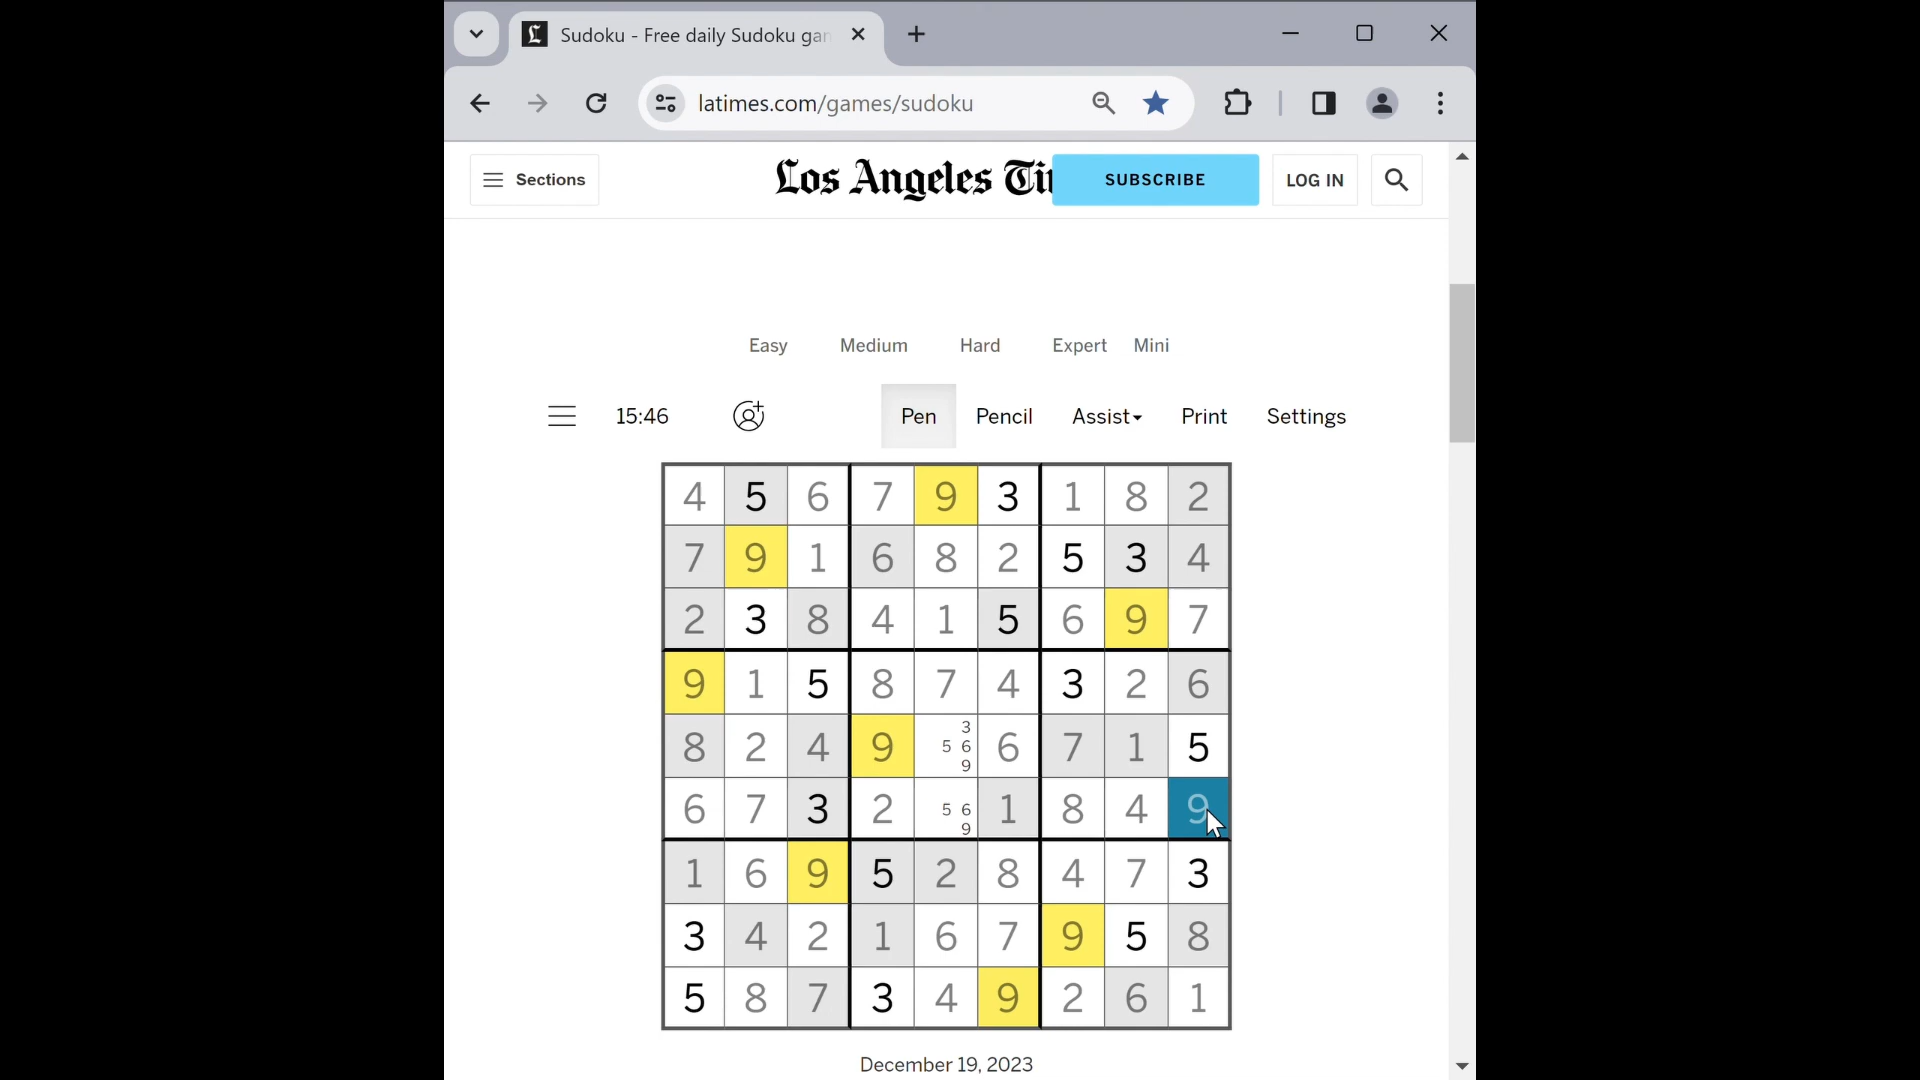 Sudoku - Free daily Sudoku gar
latimes.com/games/sudoku
Sections
Los Angeles Ti
SUBSCRIBE
LOG IN
Easy Medium Hard Expert Mini
15:46 Pen Pencil Assist Print Settings
4 5 6 7 9 3 1 8 2
7 9 1 6 8 2 5 3 4
2 3 8 4 1 5 6 9 7
9 1 5 8 7 4 3 2 6
8 2 4 9 3 5 6 9 6 7 1 5
6 7 3 2 5 6 9 1 8 4 9
1 6 9 5 2 8 4 7 3
3 4 2 1 6 7 9 5 8
5 8 7 3 4 9 2 6 1
December 19, 2023